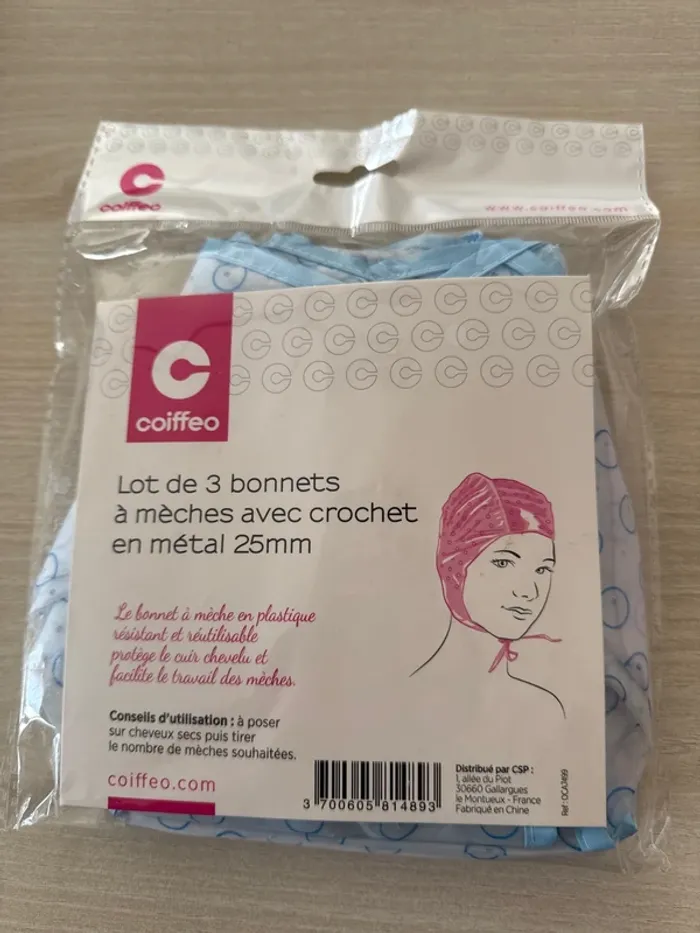 coiffeo
www.coiffeo.com
coiffeo
Lot de 3 bonnets
à mèches avec crochet
en métal 25mm
Le bonnet à mèche en plastique
résistant et réutilisable
protège le cuir chevelu et
facilite le travail des mèches.
Conseils d'utilisation : à poser
sur cheveux secs puis tirer
le nombre de mèches souhaitées.
coiffeo.com
3 700605 814893
Distribué par CSP :
1, allée du Piot
30660 Gallargues
le Montueux - France
Fabriqué en Chine
Ref : OCA7499